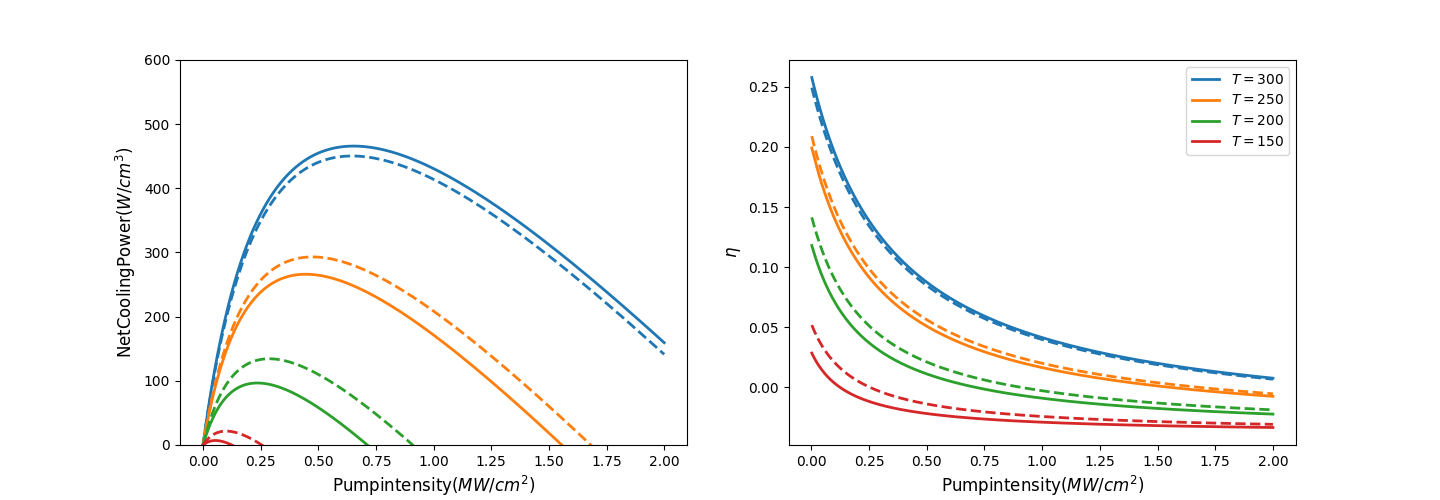 600
500
400
300
200
100
0
NetCoolingPower(W/cm³)
0.00 0.25 0.50 0.75 1.00 1.25 1.50 1.75 2.00
Pumpintensity(MW/cm²)
T = 300
T = 250
T = 200
T = 150
0.25
0.20
0.15
0.10
0.05
0.00
η
0.00 0.25 0.50 0.75 1.00 1.25 1.50 1.75 2.00
Pumpintensity(MW/cm²)